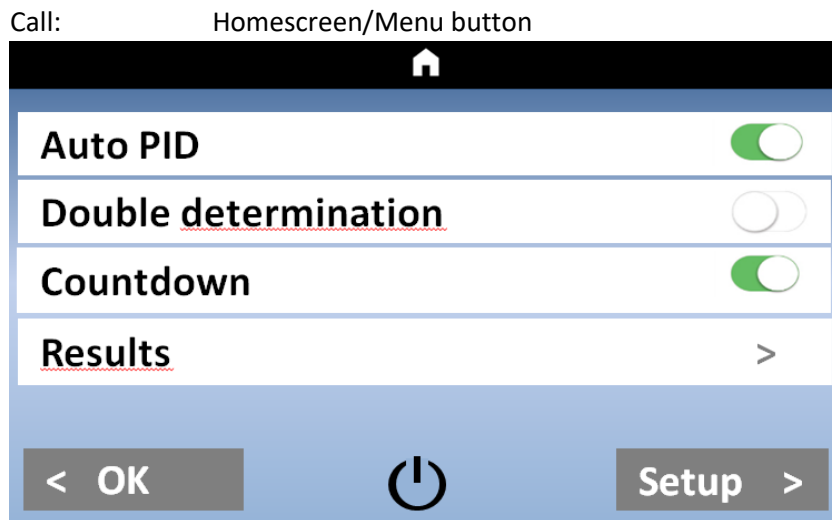 Call: Homescreen/Menu button
Auto PID
Double determination
Countdown
Results >
< OK Setup >